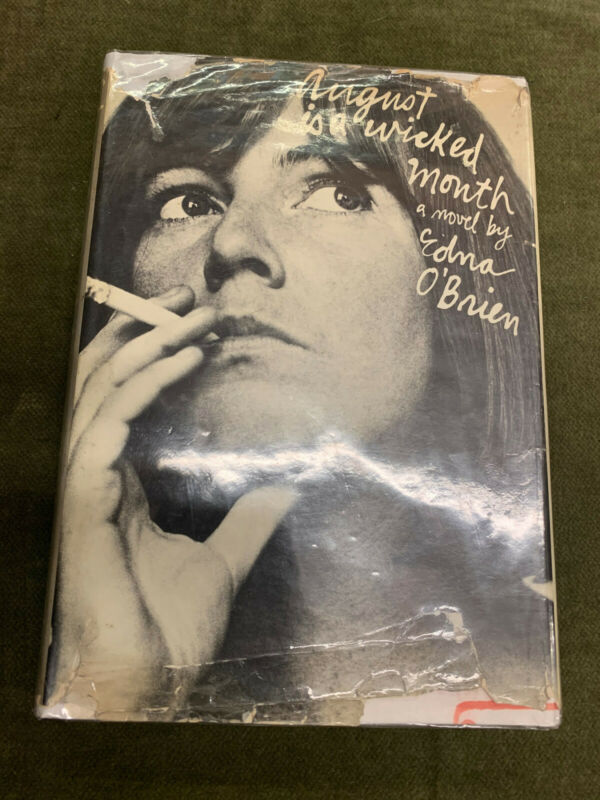 August
is a wicked
month
a novel by
Edna
O'Brien